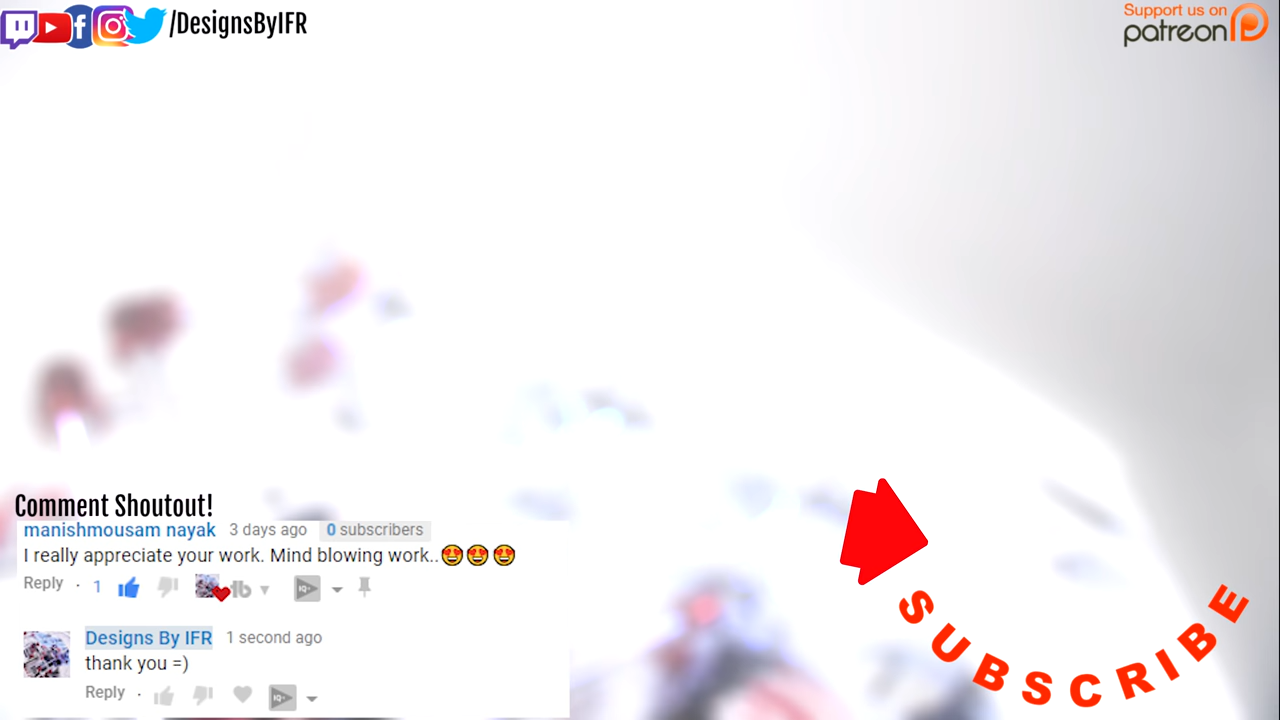 /DesignsByIFR
Support us on
patreon
Comment Shoutout!
manishmousam nayak 3 days ago 0 subscribers
I really appreciate your work. Mind blowing work..😍😍😍
Reply · 1
Designs By IFR 1 second ago
thank you =)
Reply ·
SUBSCRIBE